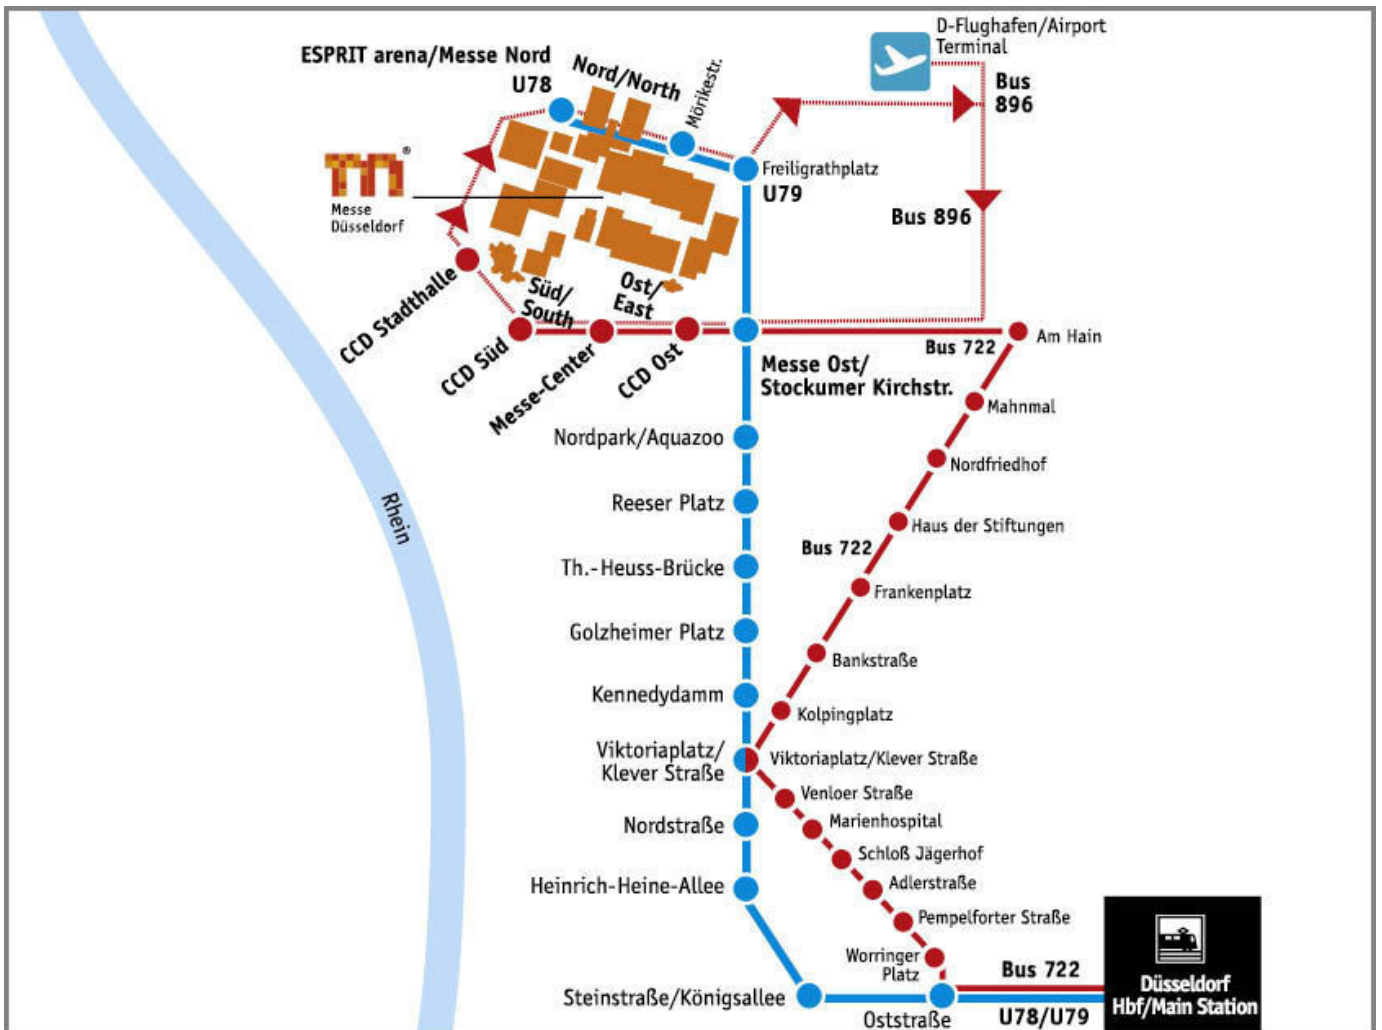 D-Flughafen/Airport
Terminal
ESPRIT arena/Messe Nord
U78
Nord/North
Mörikestr.
Bus
896
Freiligrathplatz
U79
Bus 896
®
Messe
Düsseldorf
CCD Stadthalle
Süd/
South
Ost/
East
CCD Süd
Messe-Center
CCD Ost
Messe Ost/
Stockumer Kirchstr.
Bus 722
Am Hain
Mahnmal
Nordpark/Aquazoo
Nordfriedhof
Reeser Platz
Rhein
Haus der Stiftungen
Bus 722
Th.-Heuss-Brücke
Frankenplatz
Golzheimer Platz
Bankstraße
Kennedydamm
Kolpingplatz
Viktoriaplatz/
Klever Straße
Viktoriaplatz/Klever Straße
Venloer Straße
Nordstraße
Marienhospital
Schloß Jägerhof
Heinrich-Heine-Allee
Adlerstraße
Pempelforter Straße
Worringer
Platz
Bus 722
Steinstraße/Königsallee
Oststraße
U78/U79
Düsseldorf
Hbf/Main Station